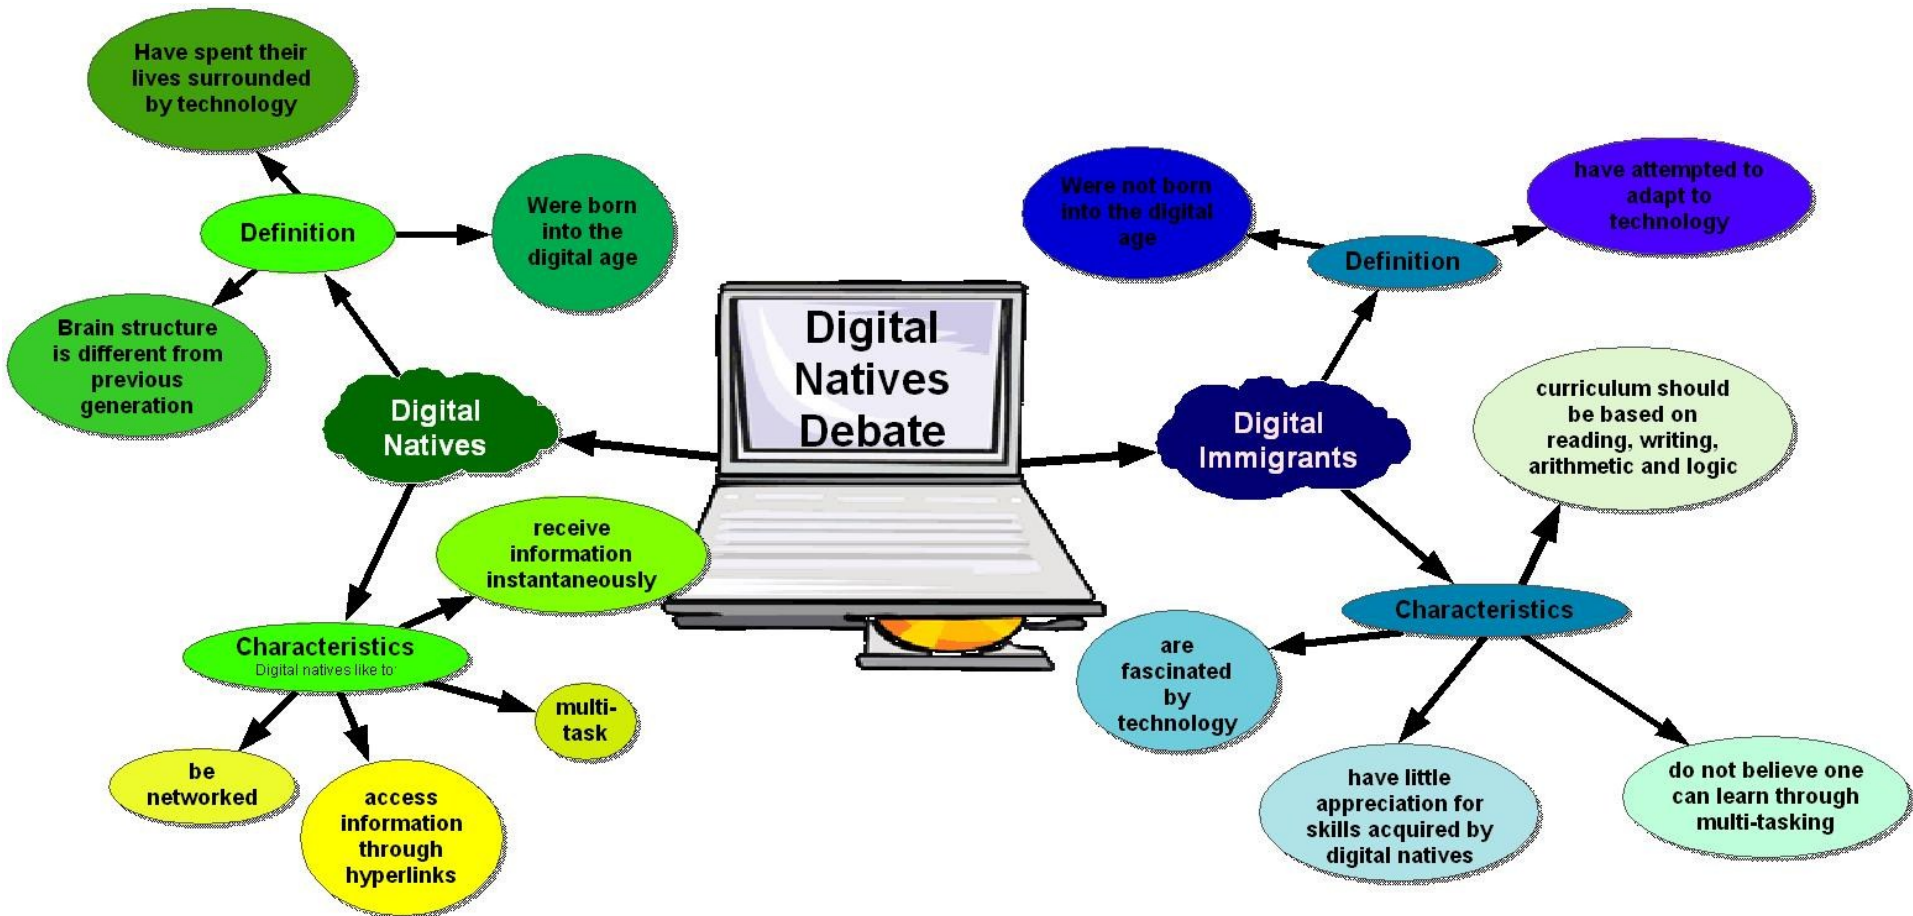 Digital
Natives
Debate
Digital
Natives
Definition
Have spent their
lives surrounded
by technology
Were born
into the
digital age
Brain structure
is different from
previous
generation
Characteristics
Digital natives like to:
receive
information
instantaneously
multi-
task
access
information
through
hyperlinks
be
networked
Digital
Immigrants
Definition
Were not born
into the digital
age
have attempted to
adapt to
technology
Characteristics
curriculum should
be based on
reading, writing,
arithmetic and logic
are
fascinated
by
technology
have little
appreciation for
skills acquired by
digital natives
do not believe one
can learn through
multi-tasking